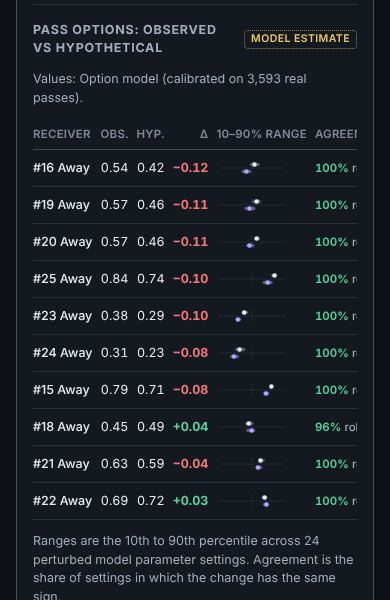 PASS OPTIONS: OBSERVED
VS HYPOTHETICAL
MODEL ESTIMATE
Values: Option model (calibrated on 3,593 real
passes).
RECEIVER OBS. HYP. Δ 10–90% RANGE AGREEM
#16 Away 0.54 0.42 −0.12 100% r
#19 Away 0.57 0.46 −0.11 100% r
#20 Away 0.57 0.46 −0.11 100% r
#25 Away 0.84 0.74 −0.10 100% r
#23 Away 0.38 0.29 −0.10 100% r
#24 Away 0.31 0.23 −0.08 100% r
#15 Away 0.79 0.71 −0.08 100% r
#18 Away 0.45 0.49 +0.04 96% rol
#21 Away 0.63 0.59 −0.04 100% r
#22 Away 0.69 0.72 +0.03 100% r
Ranges are the 10th to 90th percentile across 24
perturbed model parameter settings. Agreement is the
share of settings in which the change has the same
sign.